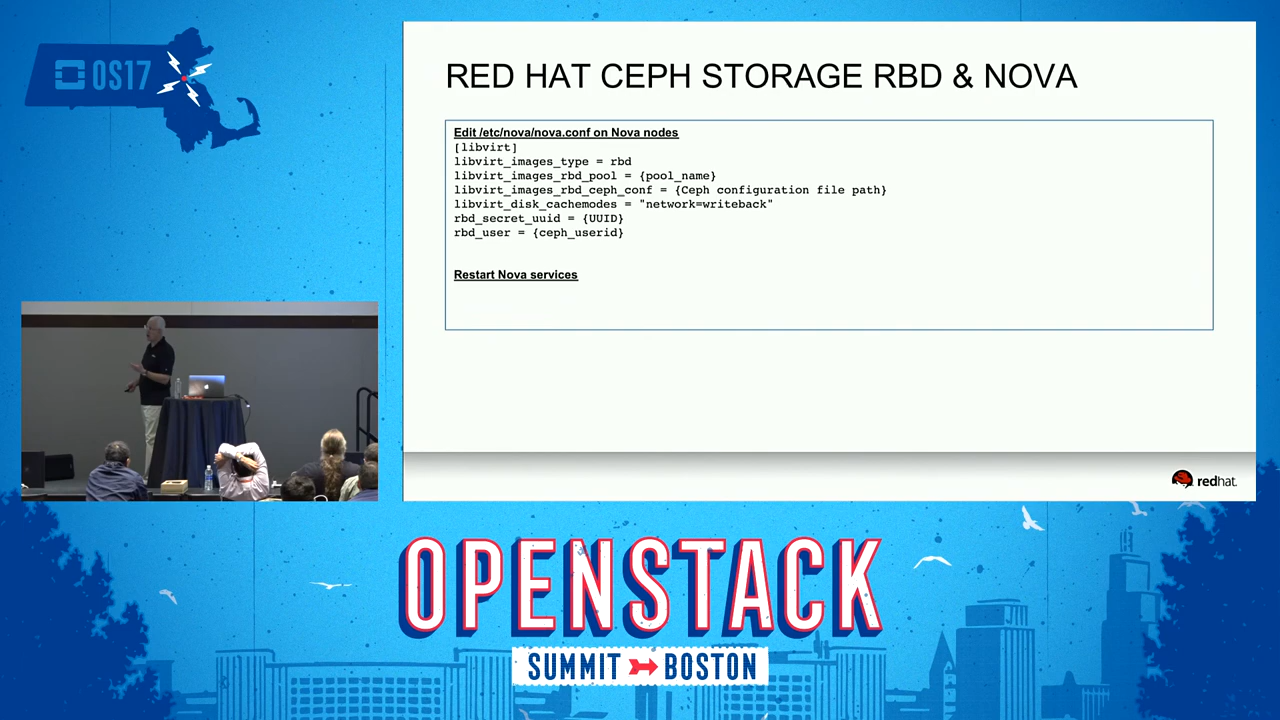 OS17
RED HAT CEPH STORAGE RBD & NOVA
Edit /etc/nova/nova.conf on Nova nodes
[libvirt]
libvirt_images_type = rbd
libvirt_images_rbd_pool = {pool_name}
libvirt_images_rbd_ceph_conf = {Ceph configuration file path}
libvirt_disk_cachemodes = "network=writeback"
rbd_secret_uuid = {UUID}
rbd_user = {ceph_userid}
Restart Nova services
redhat.
OPENSTACK
SUMMIT BOSTON